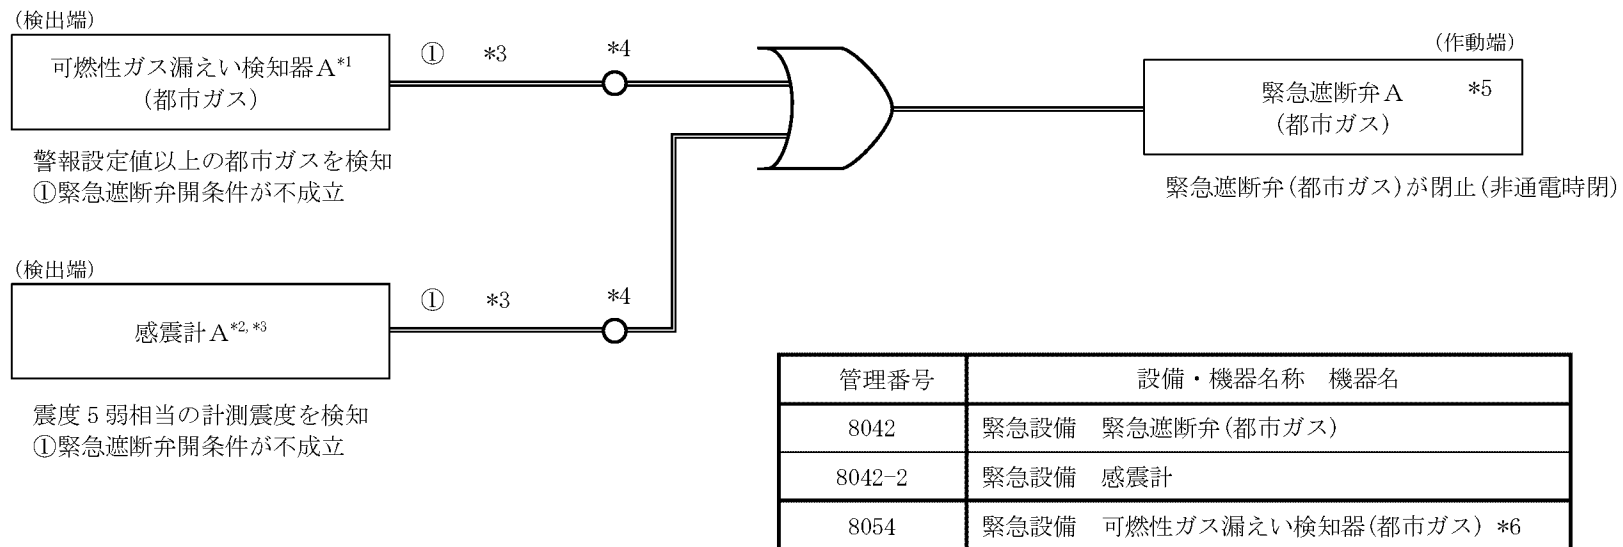 (検出端)
可燃性ガス漏えい検知器A*1
(都市ガス)
① *3 *4
警報設定値以上の都市ガスを検知
①緊急遮断弁開条件が不成立
(作動端)
緊急遮断弁A *5
(都市ガス)
緊急遮断弁(都市ガス)が閉止(非通電時閉)
(検出端)
感震計A*2, *3
① *3 *4
震度5弱相当の計測震度を検知
①緊急遮断弁開条件が不成立
管理番号 設備・機器名称 機器名
8042 緊急設備 緊急遮断弁(都市ガス)
8042-2 緊急設備 感震計
8054 緊急設備 可燃性ガス漏えい検知器(都市ガス) *6